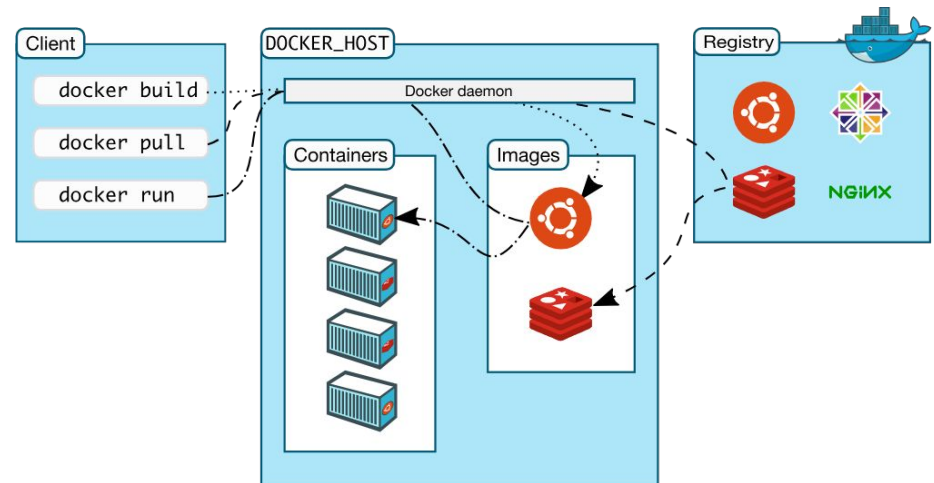 Client
docker build
docker pull
docker run
DOCKER_HOST
Docker daemon
Containers
Images
Registry
NGiNX